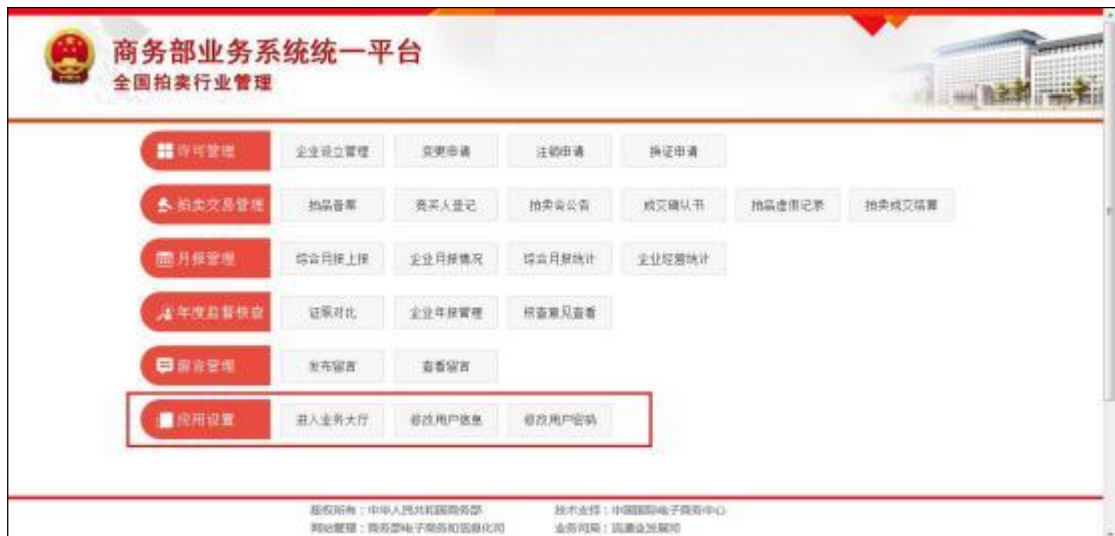 商务部业务系统统一平台
全国拍卖行业管理
许可管理 企业设立管理 变更申请 注销申请 换证申请
拍卖交易管理 拍品备案 竞买人登记 拍卖会公告 成交确认书 拍品虚假记录 拍卖成交结算
月报管理 综合月报上报 企业月报情况 综合月报统计 企业经营统计
年度监督核查 证照对比 企业年报管理 核查意见查看
留言管理 发布留言 查看留言
应用设置 进入业务大厅 修改用户信息 修改用户密码
版权所有：中华人民共和国商务部 技术支持：中国国际电子商务中心
网站管理：商务部电子商务和信息化司 业务司局：流通业发展司